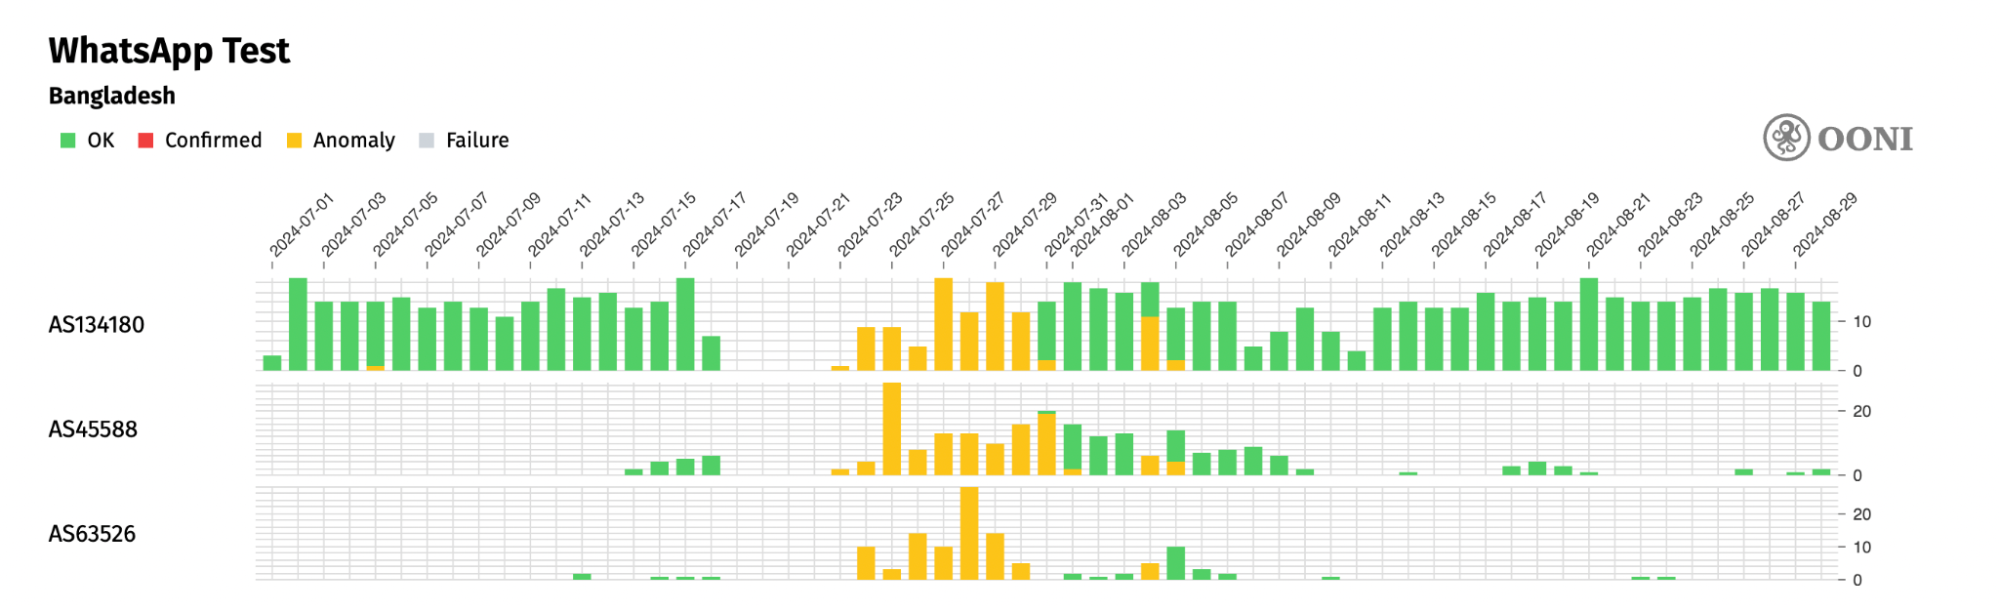 WhatsApp Test
Bangladesh
OK Confirmed Anomaly Failure
OONI
2024-07-01 2024-07-03 2024-07-05 2024-07-07 2024-07-09 2024-07-11 2024-07-13 2024-07-15 2024-07-17 2024-07-19 2024-07-21 2024-07-23 2024-07-25 2024-07-27 2024-07-29 2024-07-31 2024-08-01 2024-08-03 2024-08-05 2024-08-07 2024-08-09 2024-08-11 2024-08-13 2024-08-15 2024-08-17 2024-08-19 2024-08-21 2024-08-23 2024-08-25 2024-08-27 2024-08-29
AS134180
10
0
AS45588
20
0
AS63526
20
10
0